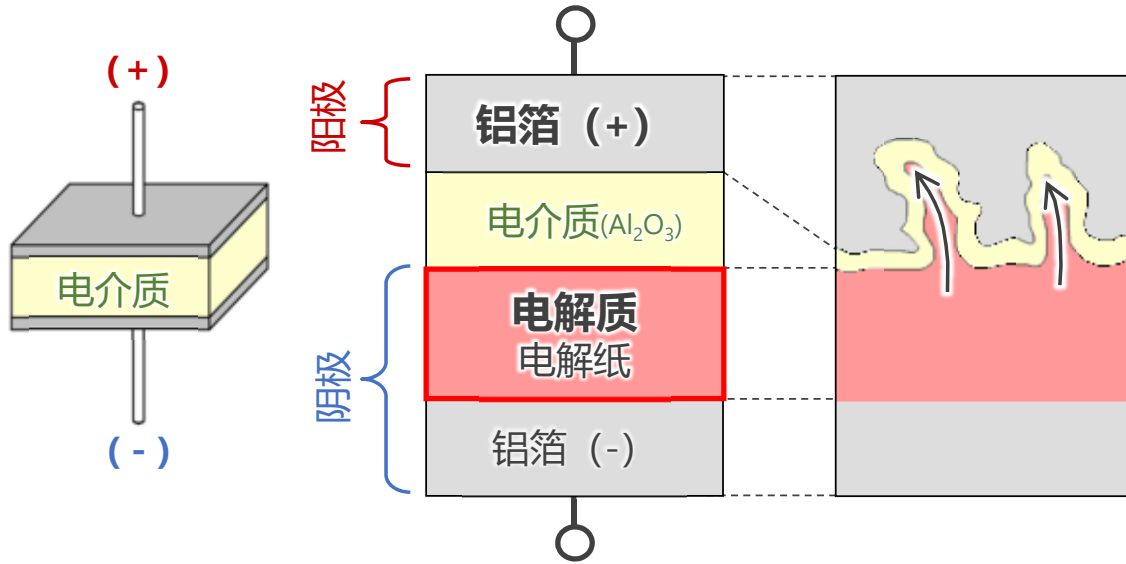 (+)
电介质
(-)
阳极
阴极
铝箔（+）
电介质(Al₂O₃)
电解质
电解纸
铝箔（-）